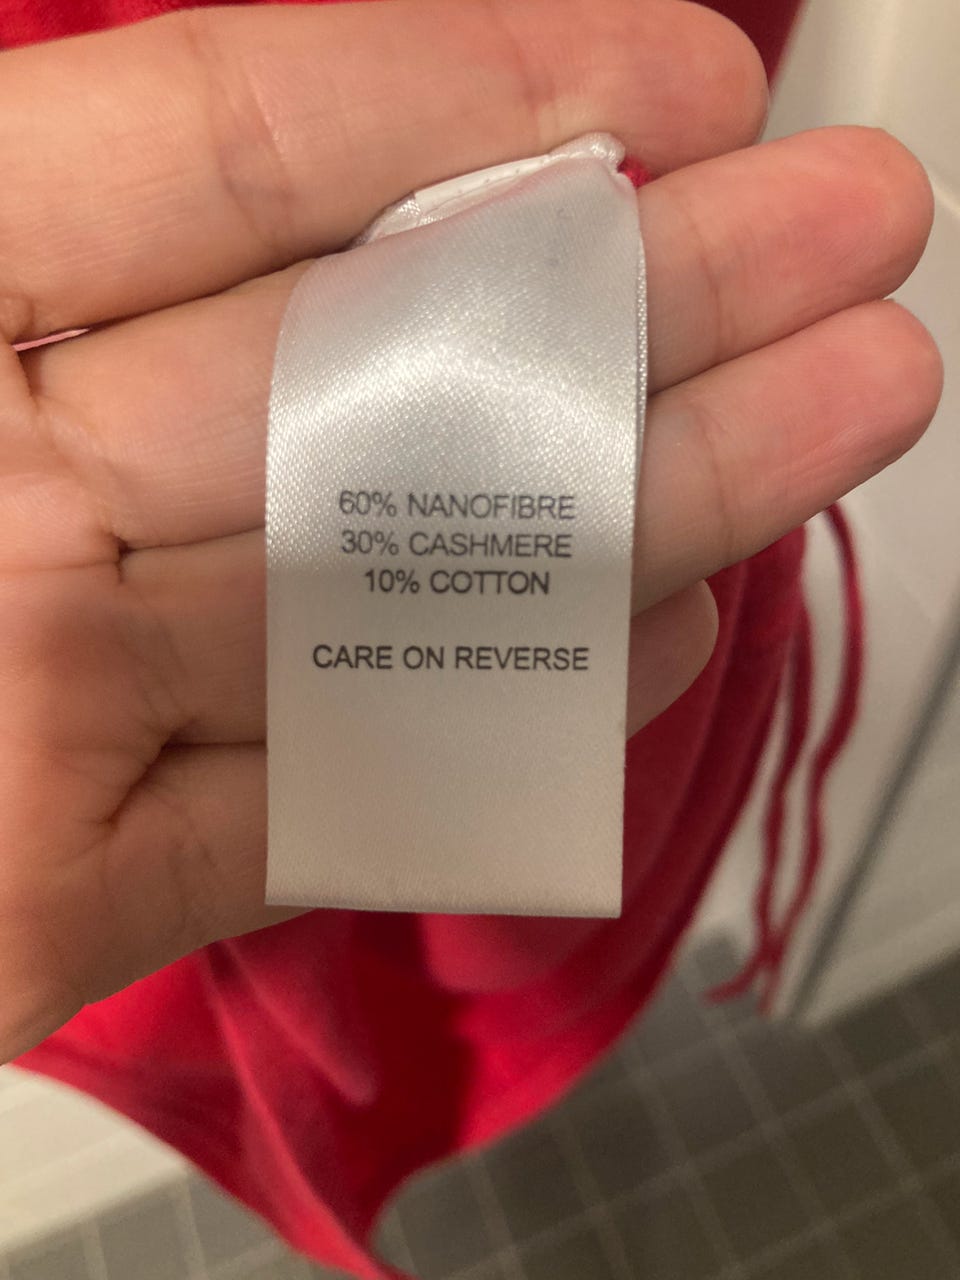 60% NANOFIBRE
30% CASHMERE
10% COTTON
CARE ON REVERSE